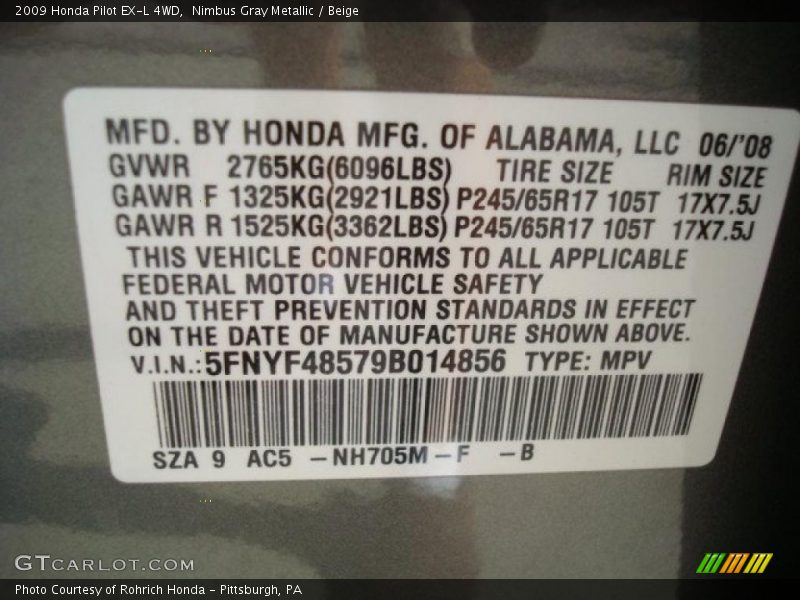 2009 Honda Pilot EX-L 4WD, Nimbus Gray Metallic / Beige
MFD. BY HONDA MFG. OF ALABAMA, LLC 06/'08
GVWR 2765KG(6096LBS) TIRE SIZE RIM SIZE
GAWR F 1325KG(2921LBS) P245/65R17 105T 17X7.5J
GAWR R 1525KG(3362LBS) P245/65R17 105T 17X7.5J
THIS VEHICLE CONFORMS TO ALL APPLICABLE
FEDERAL MOTOR VEHICLE SAFETY
AND THEFT PREVENTION STANDARDS IN EFFECT
ON THE DATE OF MANUFACTURE SHOWN ABOVE.
V.I.N.:5FNYF48579B014856 TYPE: MPV
SZA 9 AC5 -NH705M-F -B
GTCARLOT.COM
Photo Courtesy of Rohrich Honda - Pittsburgh, PA